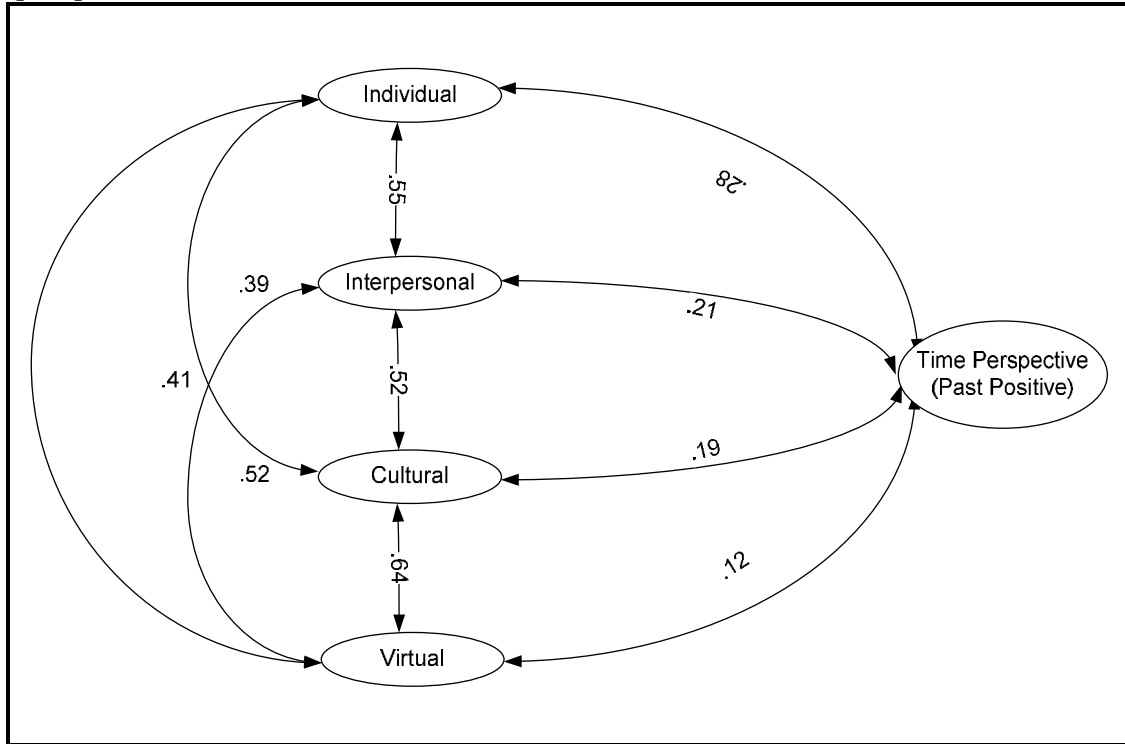 Individual
.28
.55
.39
Interpersonal
.21
Time Perspective
(Past Positive)
.41
.52
.52
Cultural
.19
.64
.12
Virtual